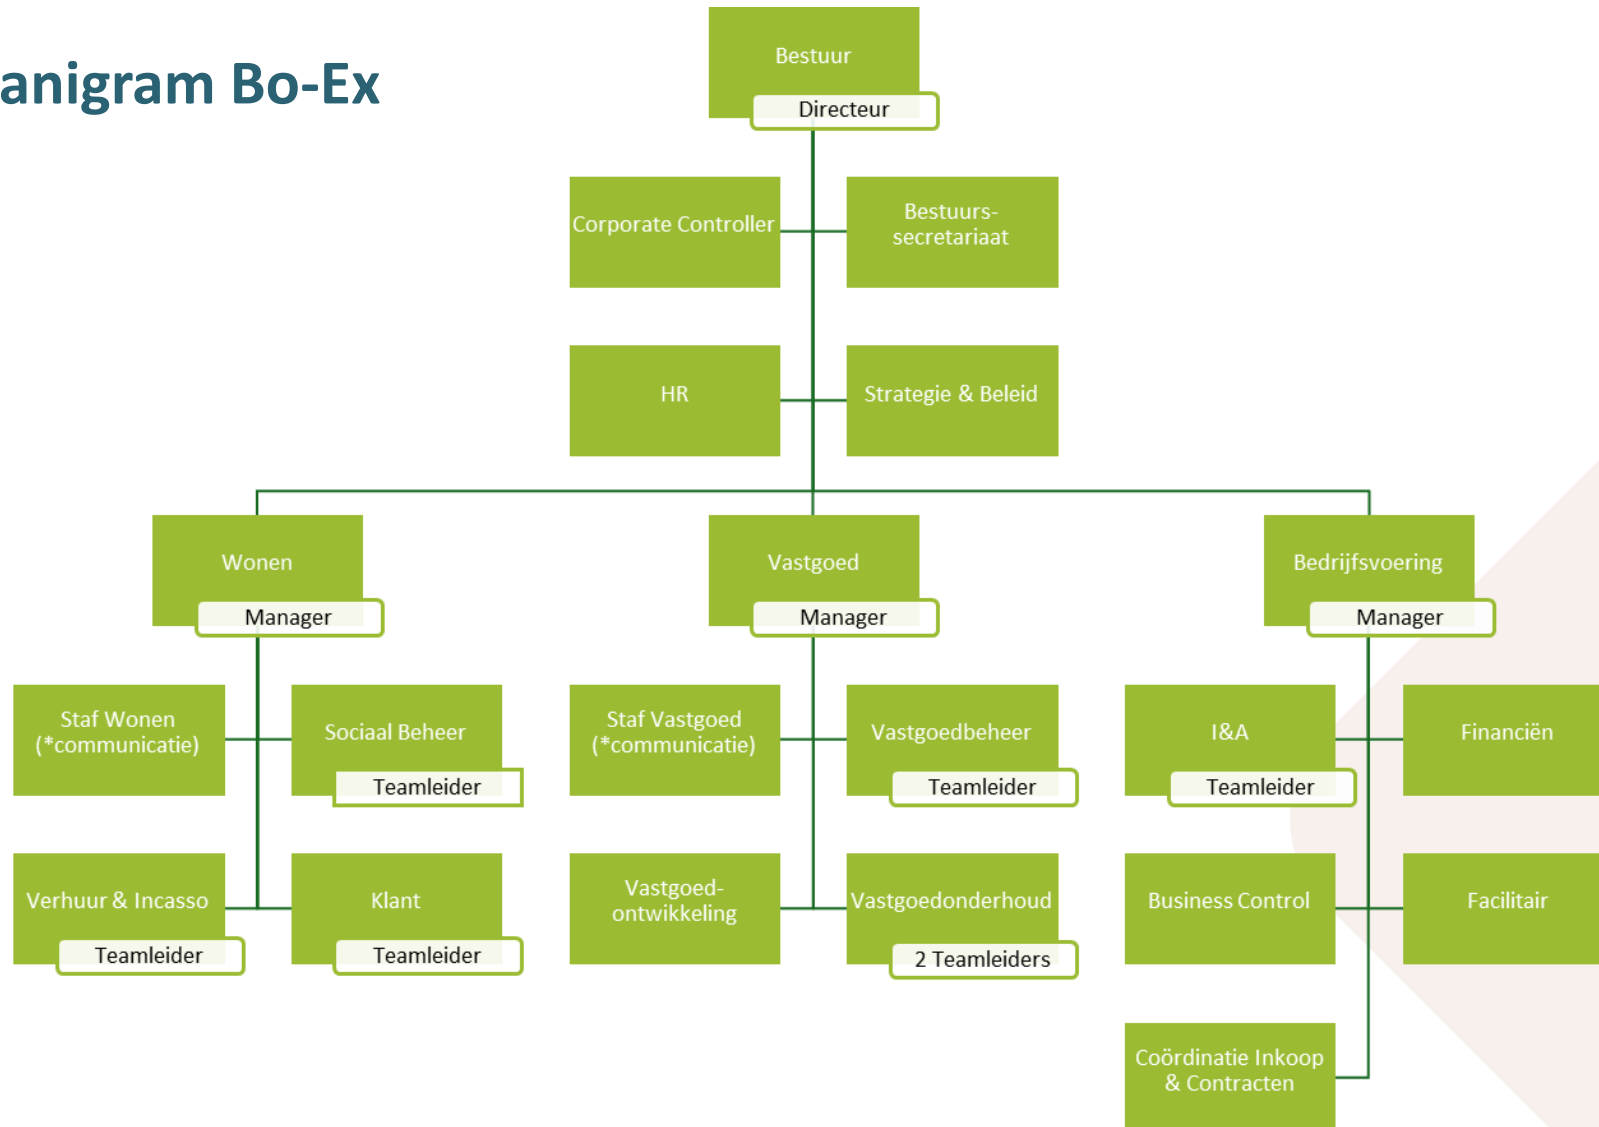 anigram Bo-Ex
Bestuur
Directeur
Corporate Controller
Bestuurs-
secretariaat
HR
Strategie & Beleid
Wonen
Manager
Vastgoed
Manager
Bedrijfsvoering
Manager
Staf Wonen
(*communicatie)
Sociaal Beheer
Teamleider
Staf Vastgoed
(*communicatie)
Vastgoedbeheer
Teamleider
I&A
Teamleider
Financiën
Verhuur & Incasso
Teamleider
Klant
Teamleider
Vastgoed-
ontwikkeling
Vastgoedonderhoud
2 Teamleiders
Business Control
Facilitair
Coördinatie Inkoop
& Contracten